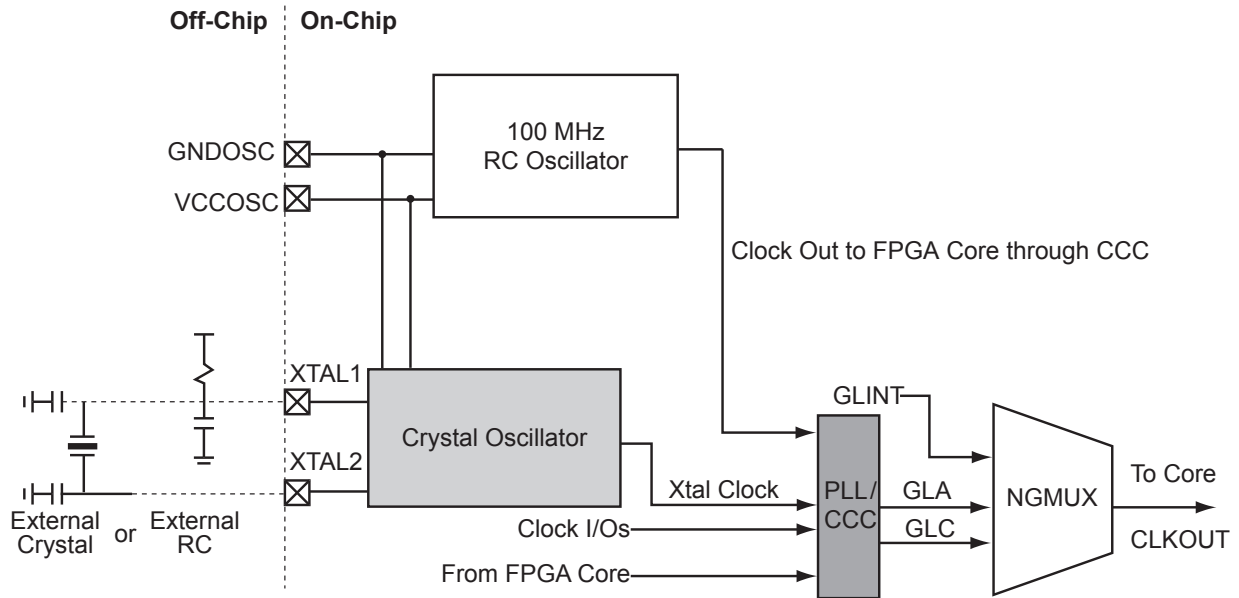 Off-Chip
On-Chip
GNDOSC
VCCOSC
100 MHz
RC Oscillator
Clock Out to FPGA Core through CCC
XTAL1
XTAL2
Crystal Oscillator
External
Crystal
or
External
RC
Xtal Clock
Clock I/Os
From FPGA Core
GLINT
PLL/
CCC
GLA
GLC
NGMUX
To Core
CLKOUT